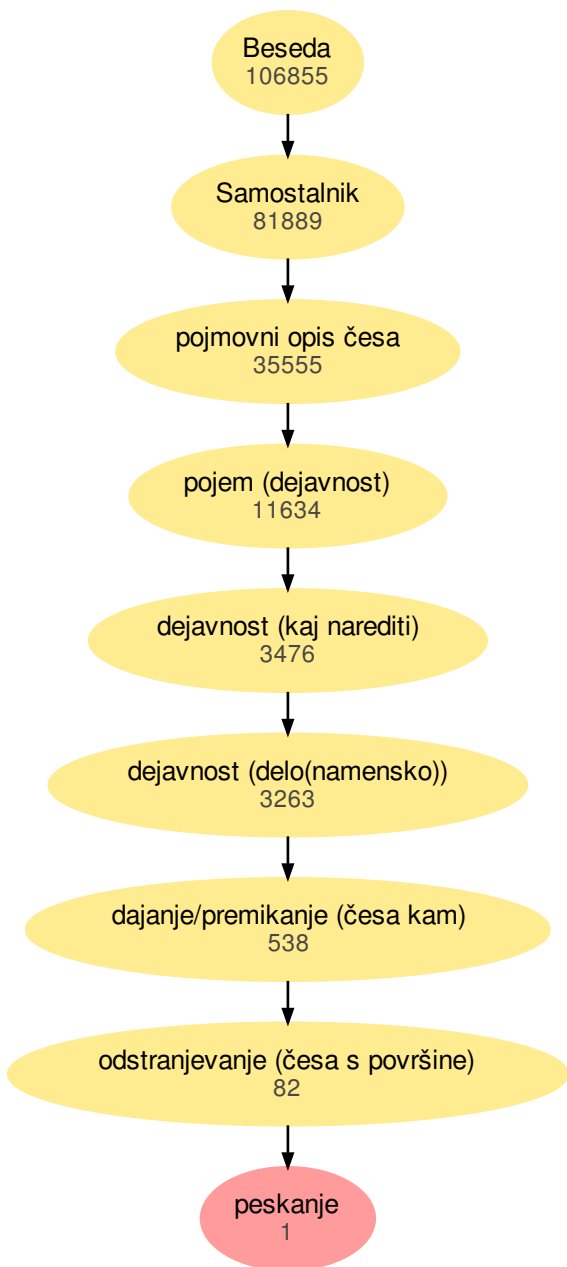 Beseda
106855
Samostalnik
81889
pojmovni opis česa
35555
pojem (dejavnost)
11634
dejavnost (kaj narediti)
3476
dejavnost (delo(namensko))
3263
dajanje/premikanje (česa kam)
538
odstranjevanje (česa s površine)
82
peskanje
1